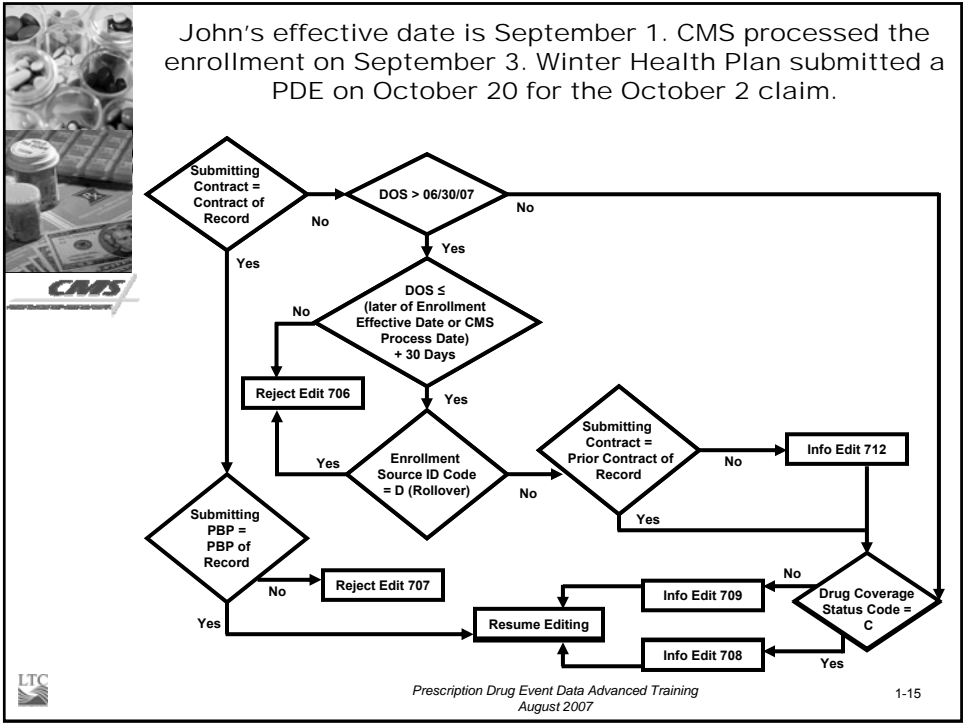 John's effective date is September 1. CMS processed the
enrollment on September 3. Winter Health Plan submitted a
PDE on October 20 for the October 2 claim.
Submitting
Contract =
Contract of
Record
No
Yes
DOS > 06/30/07
No
Yes
DOS ≤
(later of Enrollment
Effective Date or CMS
Process Date)
+ 30 Days
No
Yes
Reject Edit 706
Enrollment
Source ID Code
= D (Rollover)
Yes
No
Submitting
Contract =
Prior Contract of
Record
No
Yes
Info Edit 712
Submitting
PBP =
PBP of
Record
No
Yes
Reject Edit 707
Resume Editing
Info Edit 709
Info Edit 708
Drug Coverage
Status Code =
C
No
Yes
CMS
LTC
Prescription Drug Event Data Advanced Training
August 2007
1-15